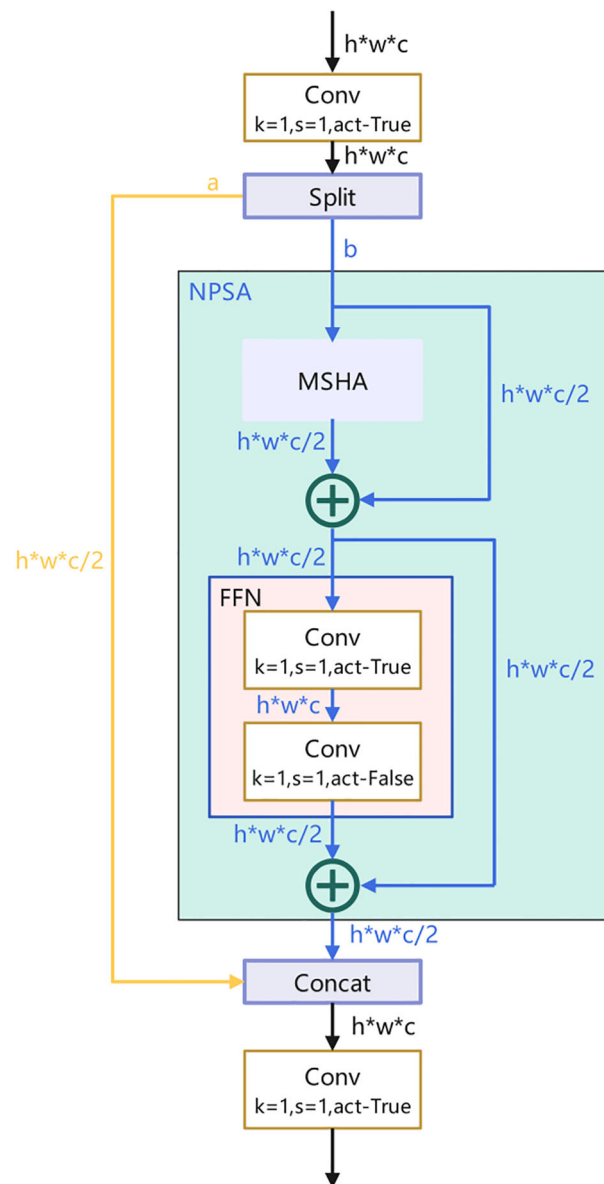 h*w*c
Conv
k=1,s=1,act-True
h*w*c
a
Split
b
NPSA
MSHA
h*w*c/2
h*w*c/2
h*w*c/2
h*w*c/2
FFN
Conv
k=1,s=1,act-True
h*w*c/2
h*w*c
Conv
k=1,s=1,act-False
h*w*c/2
h*w*c/2
Concat
h*w*c
Conv
k=1,s=1,act-True